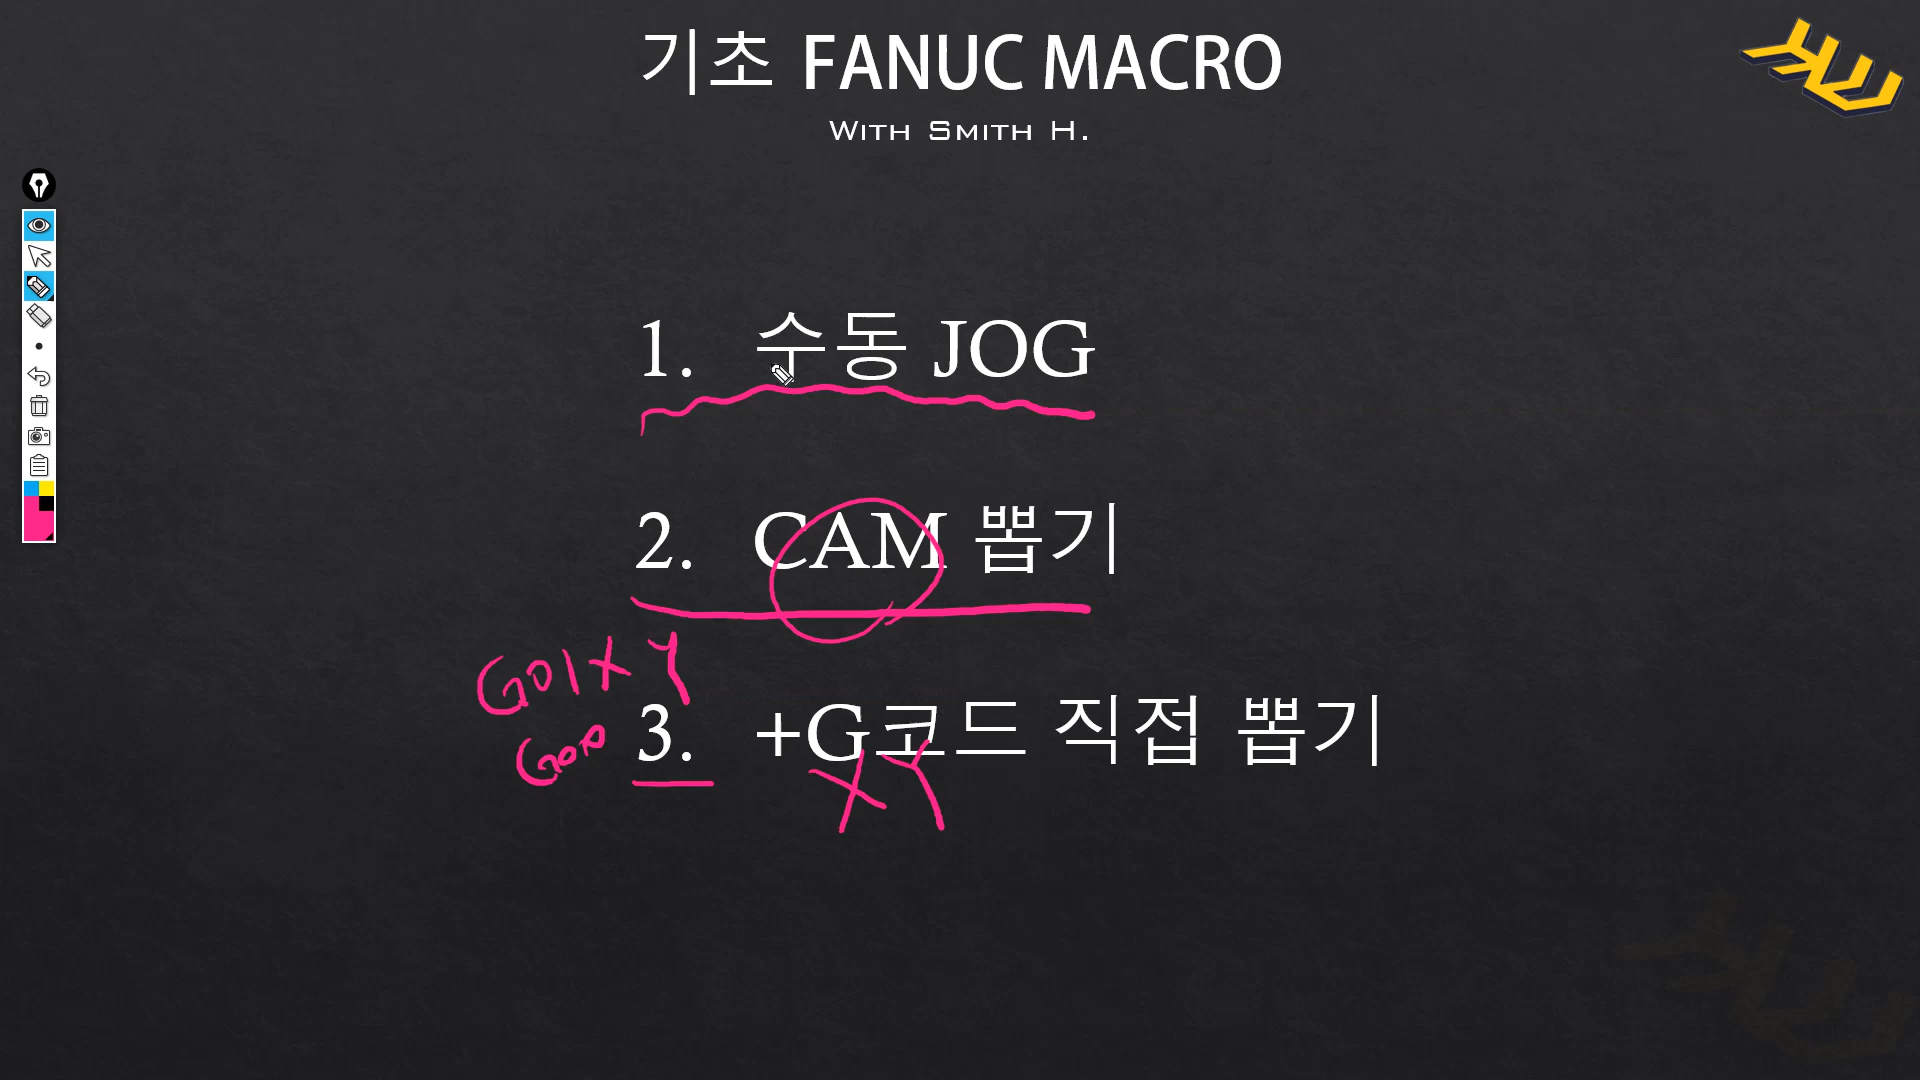 기초 FANUC MACRO
WITH SMITH H.
1. 수동 JOG
2. CAM 뽑기
G01 X Y
3. +G코드 직접 뽑기
X Y